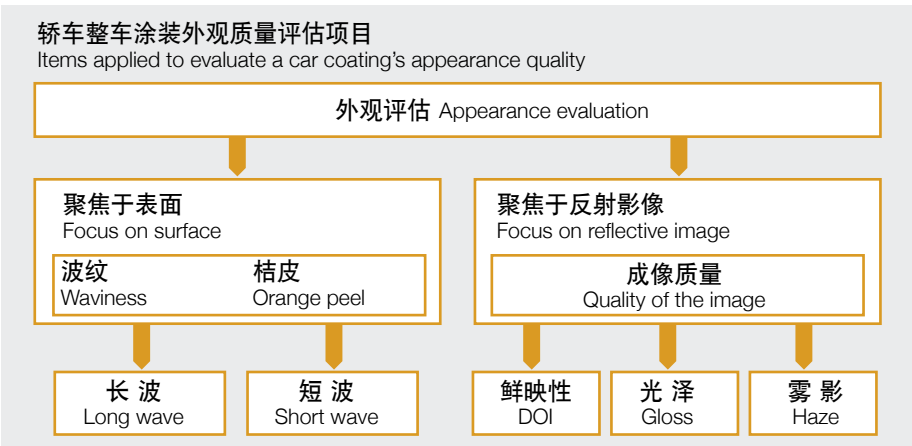 轿车整车涂装外观质量评估项目
Items applied to evaluate a car coating's appearance quality
外观评估 Appearance evaluation
聚焦于表面
Focus on surface
波纹 桔皮
Waviness Orange peel
聚焦于反射影像
Focus on reflective image
成像质量
Quality of the image
长 波
Long wave
短 波
Short wave
鲜映性
DOI
光 泽
Gloss
雾 影
Haze